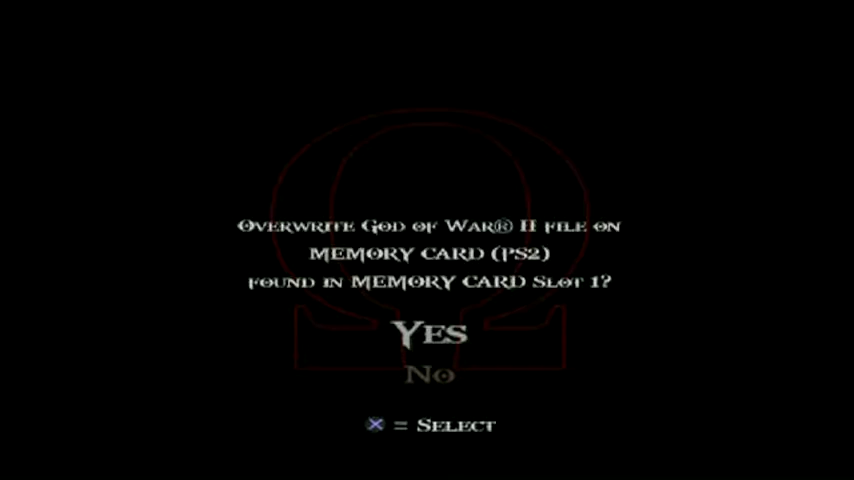 Overwrite God of War® II file on
MEMORY CARD (PS2)
found in MEMORY CARD Slot 1?
Yes
No
= Select